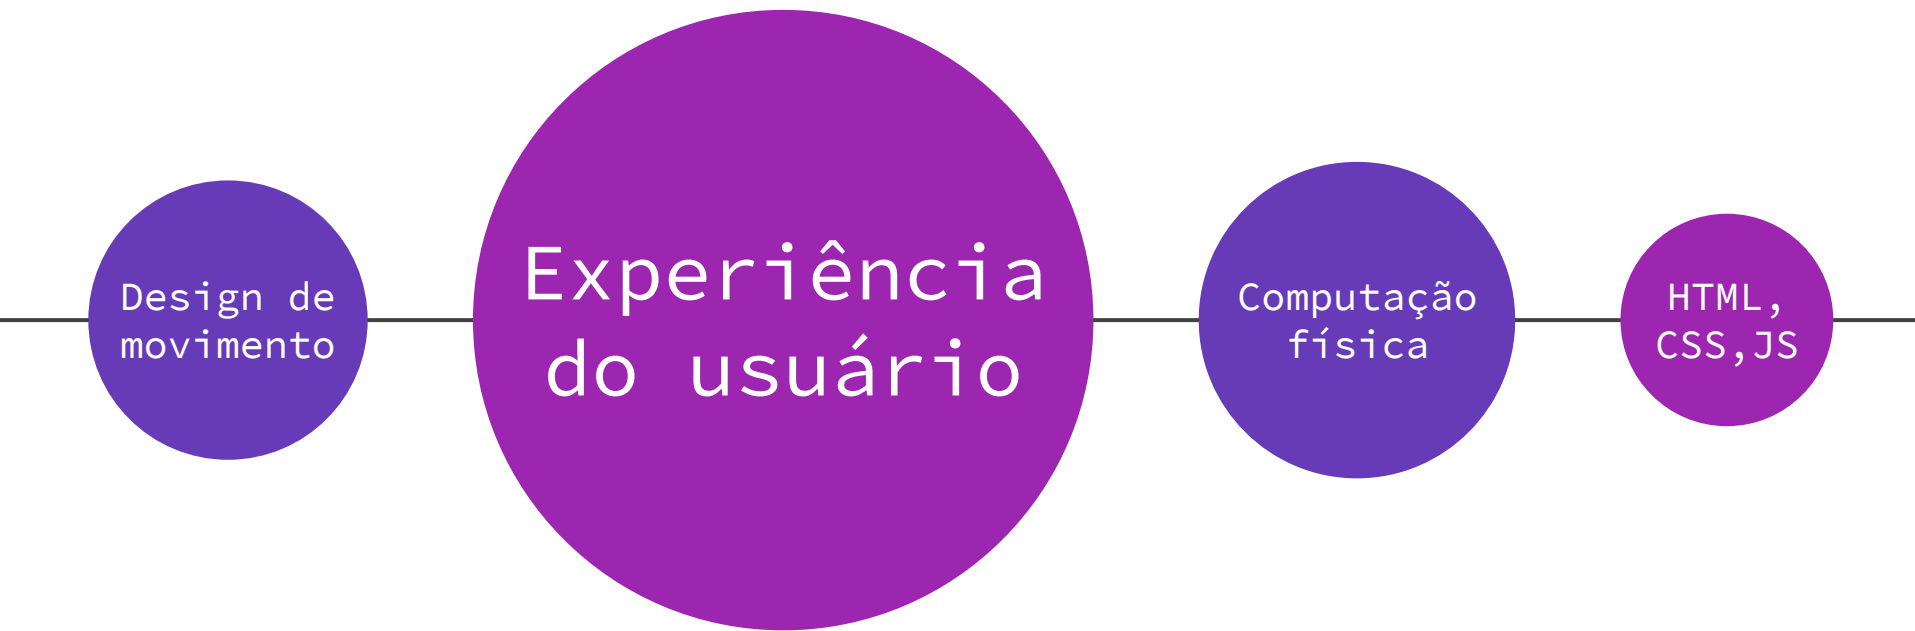 Design de
movimento
Experiência
do usuário
Computação
física
HTML,
CSS,JS